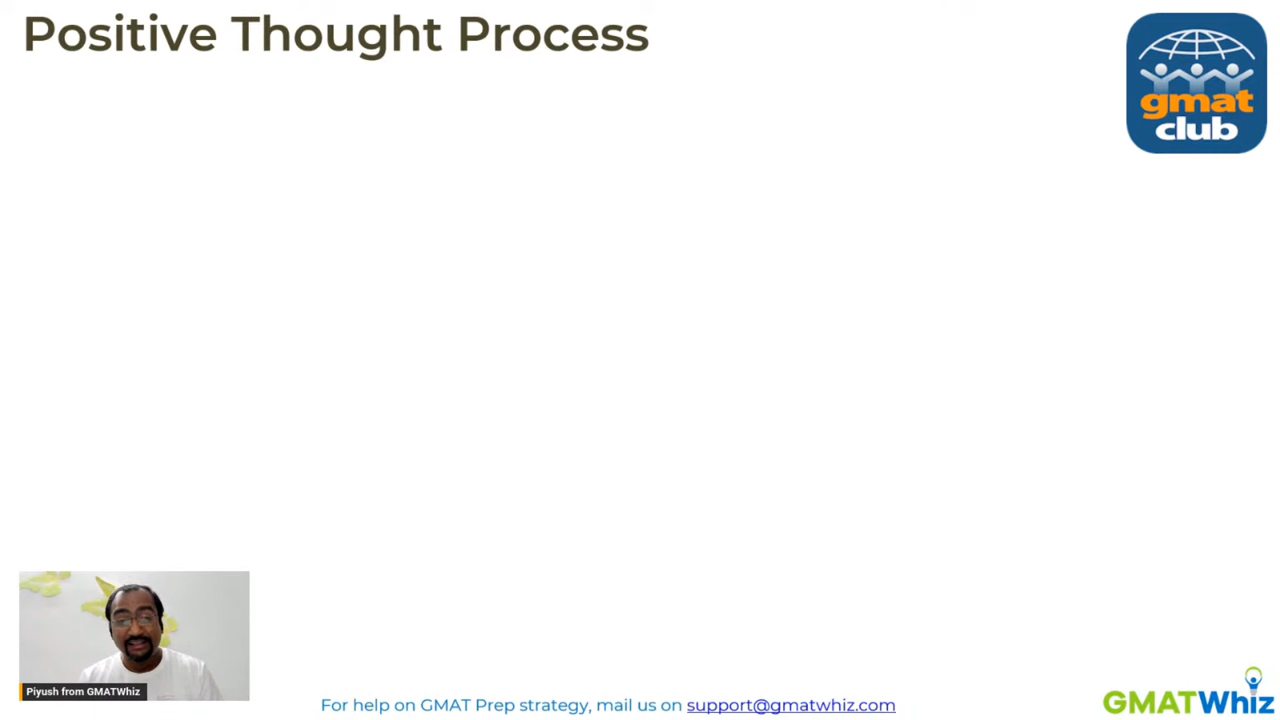 Positive Thought Process
gmat
club
Piyush from GMATWhiz
For help on GMAT Prep strategy, mail us on support@gmatwhiz.com
GMATWhiz